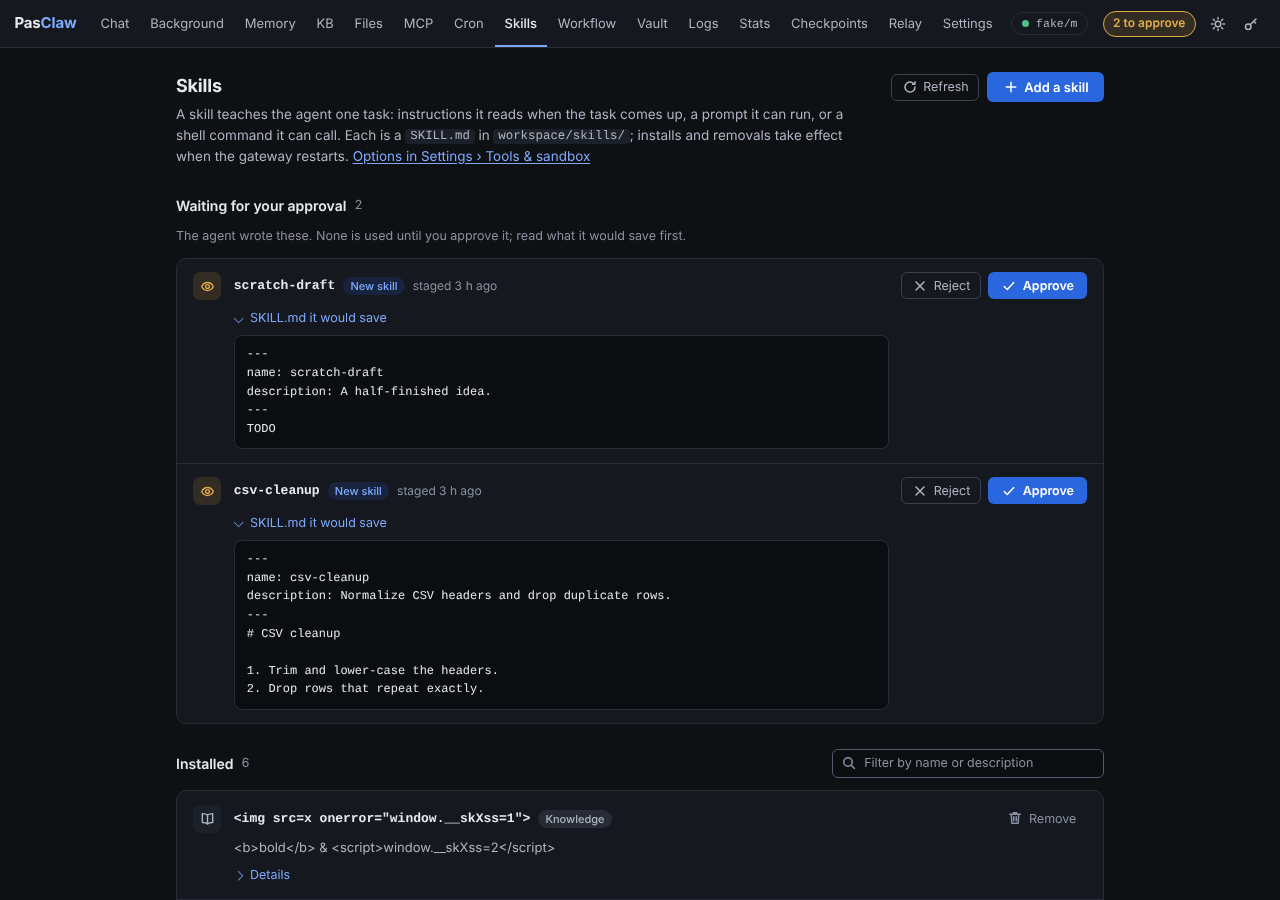 PasClaw Chat Background Memory KB Files MCP Cron Skills Workflow Vault Logs Stats Checkpoints Relay Settings fake/m 2 to approve
Skills
Refresh
Add a skill
A skill teaches the agent one task: instructions it reads when the task comes up, a prompt it can run, or a
shell command it can call. Each is a SKILL.md in workspace/skills/; installs and removals take effect
when the gateway restarts. Options in Settings › Tools & sandbox
Waiting for your approval 2
The agent wrote these. None is used until you approve it; read what it would save first.
scratch-draft New skill staged 3 h ago Reject Approve
SKILL.md it would save
---
name: scratch-draft
description: A half-finished idea.
---
TODO
csv-cleanup New skill staged 3 h ago Reject Approve
SKILL.md it would save
---
name: csv-cleanup
description: Normalize CSV headers and drop duplicate rows.
---
# CSV cleanup
1. Trim and lower-case the headers.
2. Drop rows that repeat exactly.
Installed 6
Filter by name or description
<img src=x onerror="window.__skXss=1"> Knowledge Remove
<b>bold</b> & <script>window.__skXss=2</script>
Details